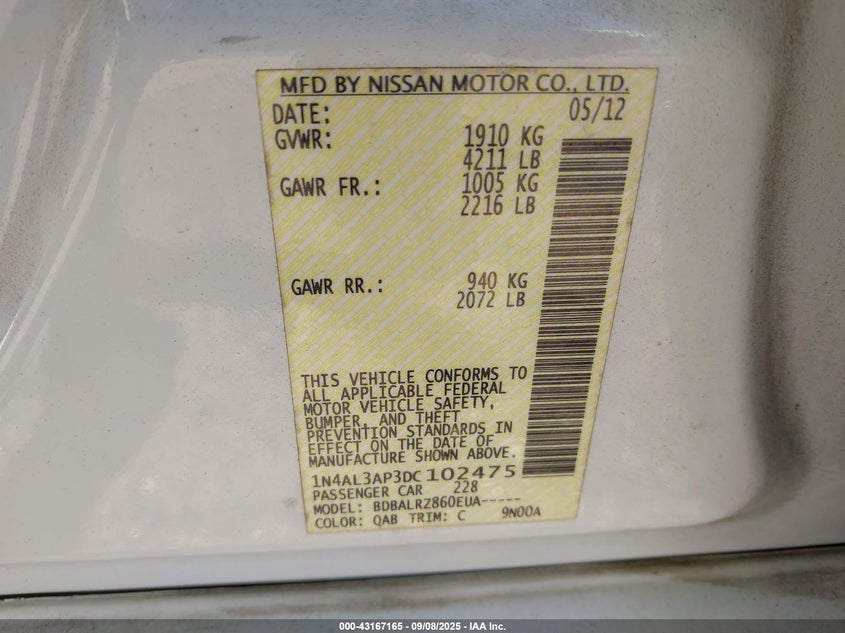 MFD BY NISSAN MOTOR CO., LTD.
DATE: 05/12
GVWR: 1910 KG
4211 LB
GAWR FR.: 1005 KG
2216 LB
GAWR RR.: 940 KG
2072 LB
THIS VEHICLE CONFORMS TO
ALL APPLICABLE FEDERAL
MOTOR VEHICLE SAFETY,
BUMPER, AND THEFT
PREVENTION STANDARDS IN
EFFECT ON THE DATE OF
MANUFACTURE SHOWN ABOVE.
1N4AL3AP3DC102475
PASSENGER CAR 228
MODEL: BDBALRZ860EUA-----
COLOR: QAB TRIM: C 9N00A
000-43167165 - 09/08/2025 - IAA Inc.